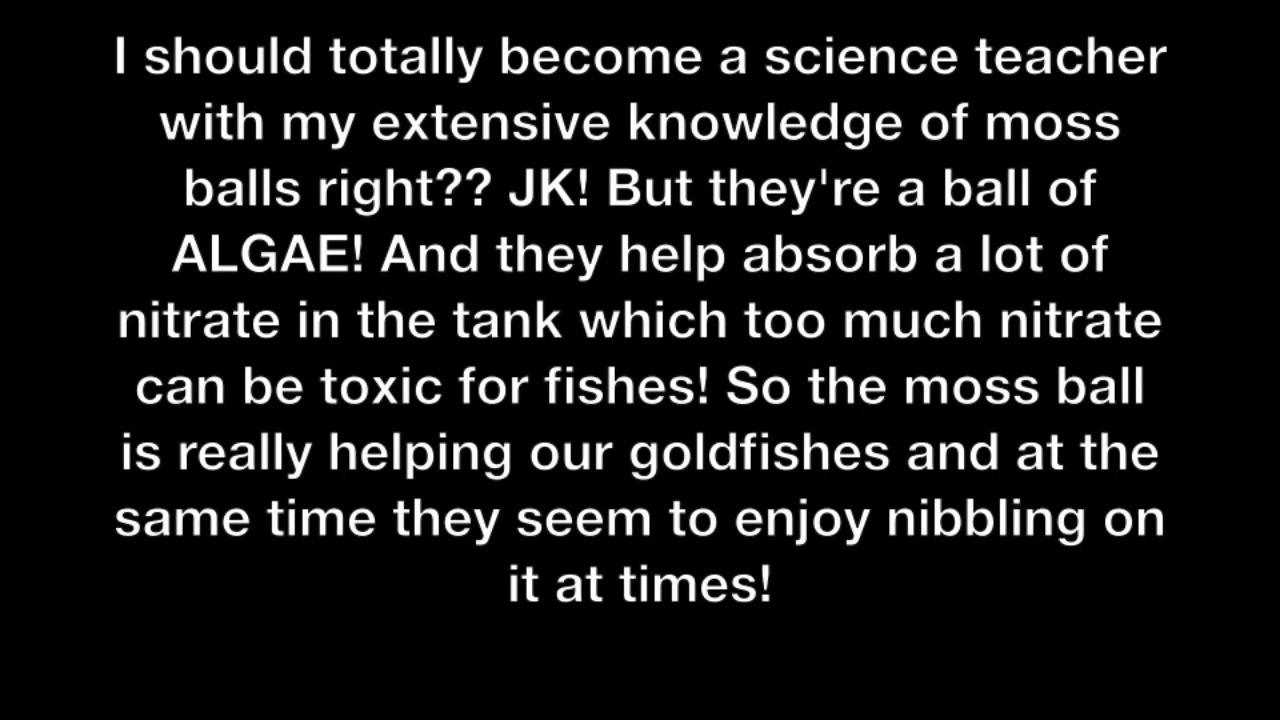 I should totally become a science teacher
with my extensive knowledge of moss
balls right?? JK! But they're a ball of
ALGAE! And they help absorb a lot of
nitrate in the tank which too much nitrate
can be toxic for fishes! So the moss ball
is really helping our goldfishes and at the
same time they seem to enjoy nibbling on
it at times!